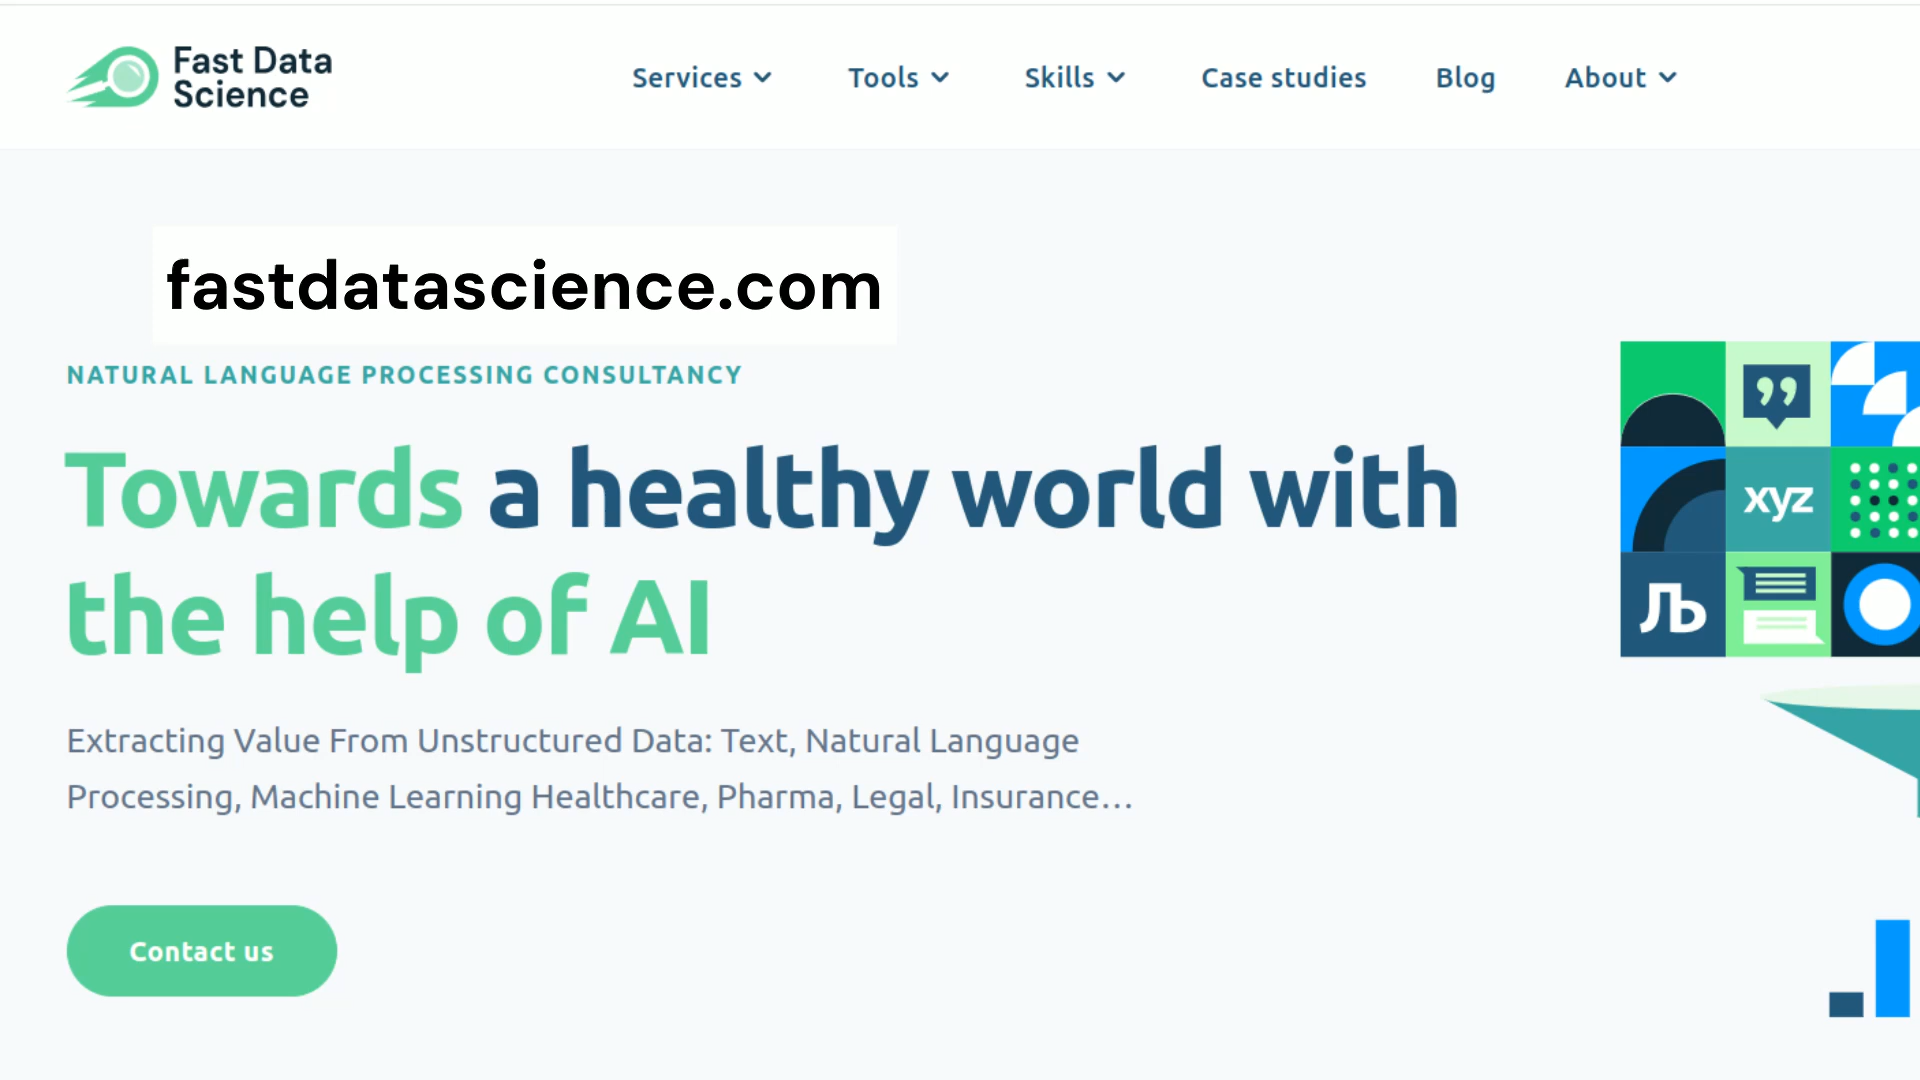 Fast Data
Science
Services
Tools
Skills
Case studies
Blog
About
fastdatascience.com
NATURAL LANGUAGE PROCESSING CONSULTANCY
Towards a healthy world with
the help of AI
Extracting Value From Unstructured Data: Text, Natural Language
Processing, Machine Learning Healthcare, Pharma, Legal, Insurance…
Contact us
”
xyz
Љ